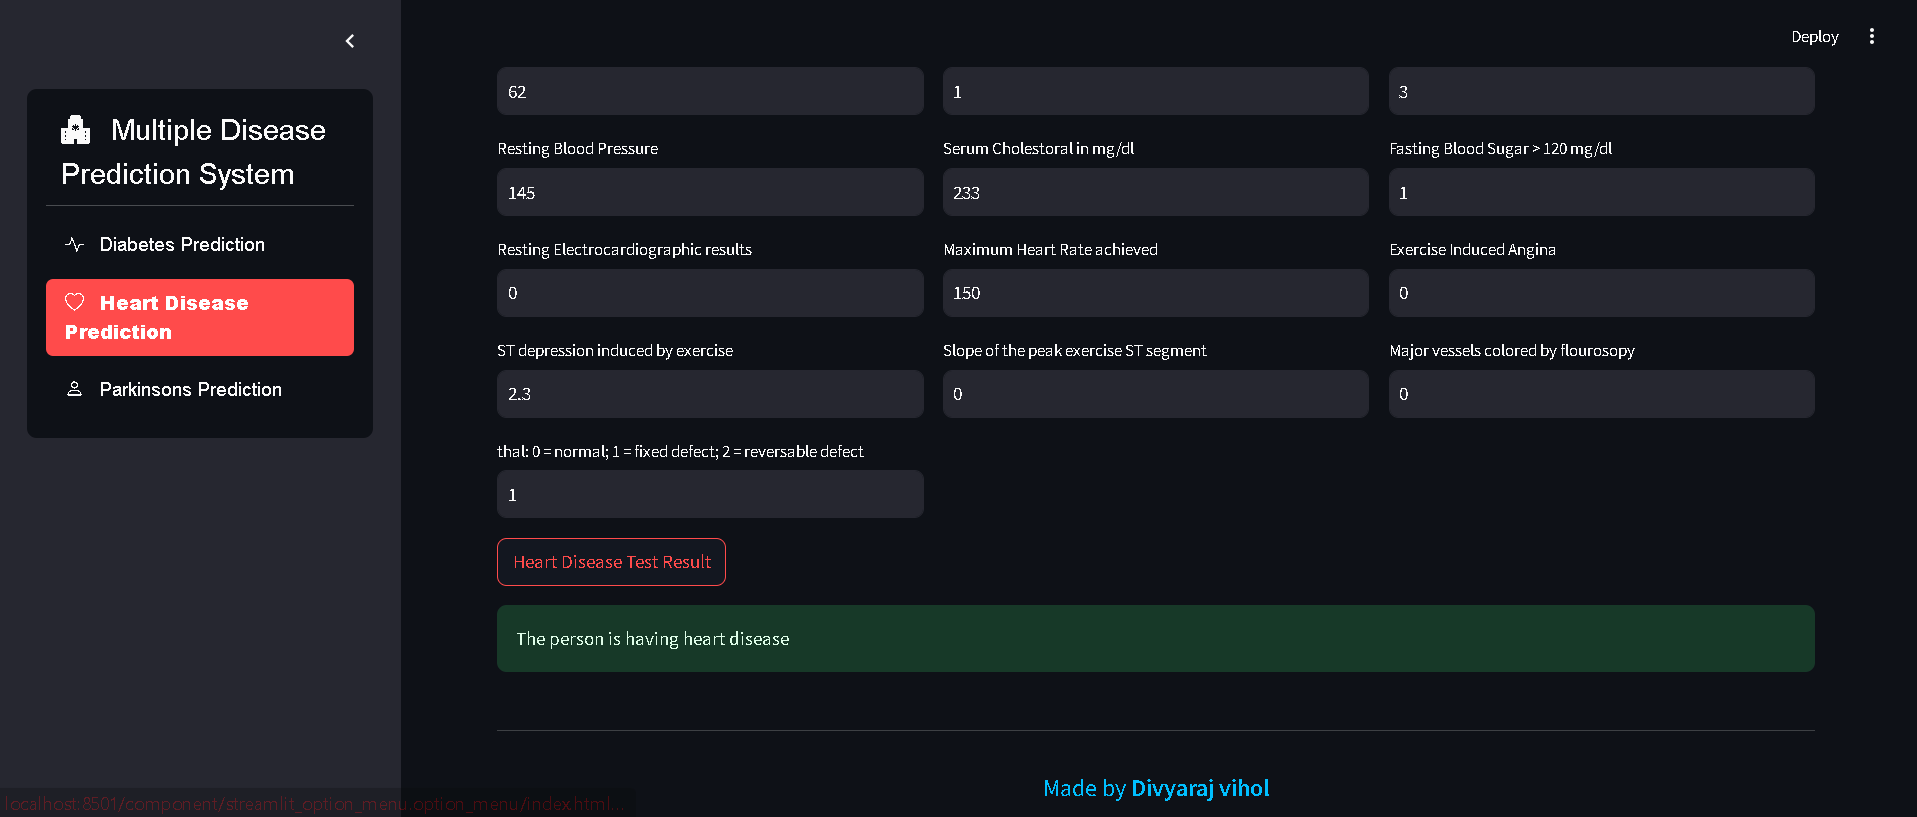 Deploy
Multiple Disease
Prediction System
Diabetes Prediction
Heart Disease
Prediction
Parkinsons Prediction
62
1
3
Resting Blood Pressure
Serum Cholestoral in mg/dl
Fasting Blood Sugar > 120 mg/dl
145
233
1
Resting Electrocardiographic results
Maximum Heart Rate achieved
Exercise Induced Angina
0
150
0
ST depression induced by exercise
Slope of the peak exercise ST segment
Major vessels colored by flourosopy
2.3
0
0
thal: 0 = normal; 1 = fixed defect; 2 = reversable defect
1
Heart Disease Test Result
The person is having heart disease
Made by Divyaraj vihol
localhost:8501/component/streamlit_option_menu.option_menu/index.html...